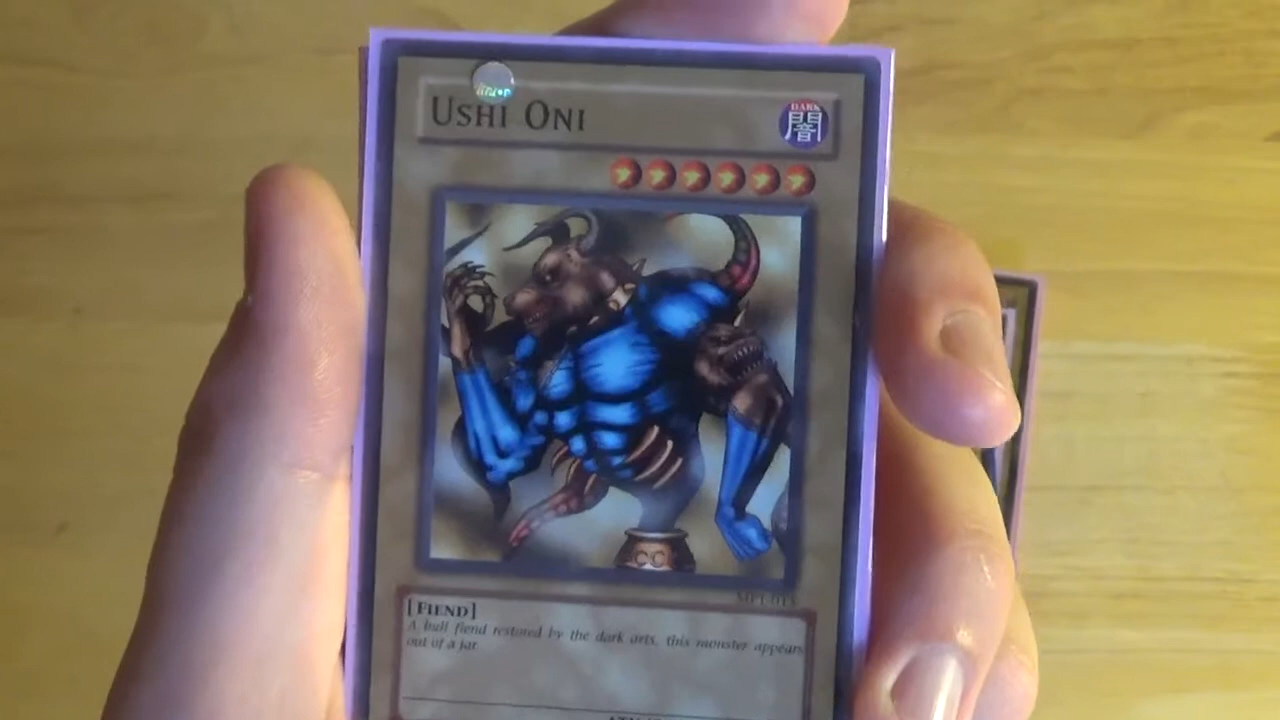 USHI ONI
DARK
闇
[FIEND]
A bull fiend restored by the dark arts, this monster appears
out of a jar.